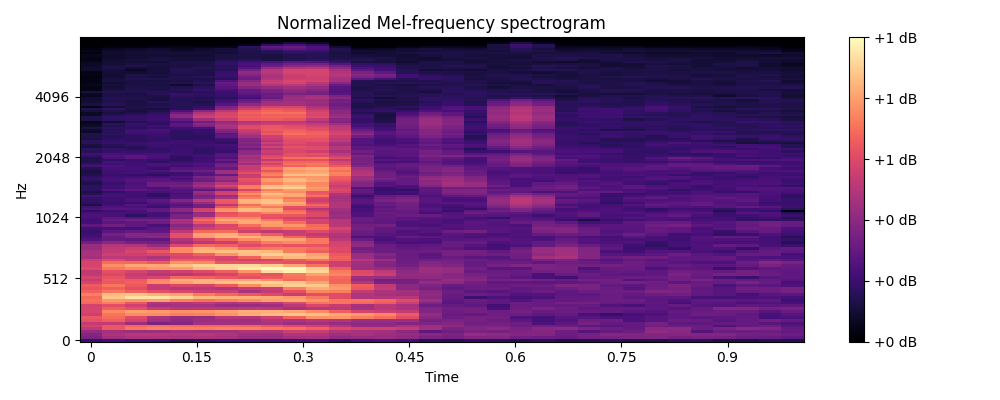 Normalized Mel-frequency spectrogram
Hz
4096
2048
1024
512
0
0 0.15 0.3 0.45 0.6 0.75 0.9
Time
+1 dB
+1 dB
+1 dB
+0 dB
+0 dB
+0 dB